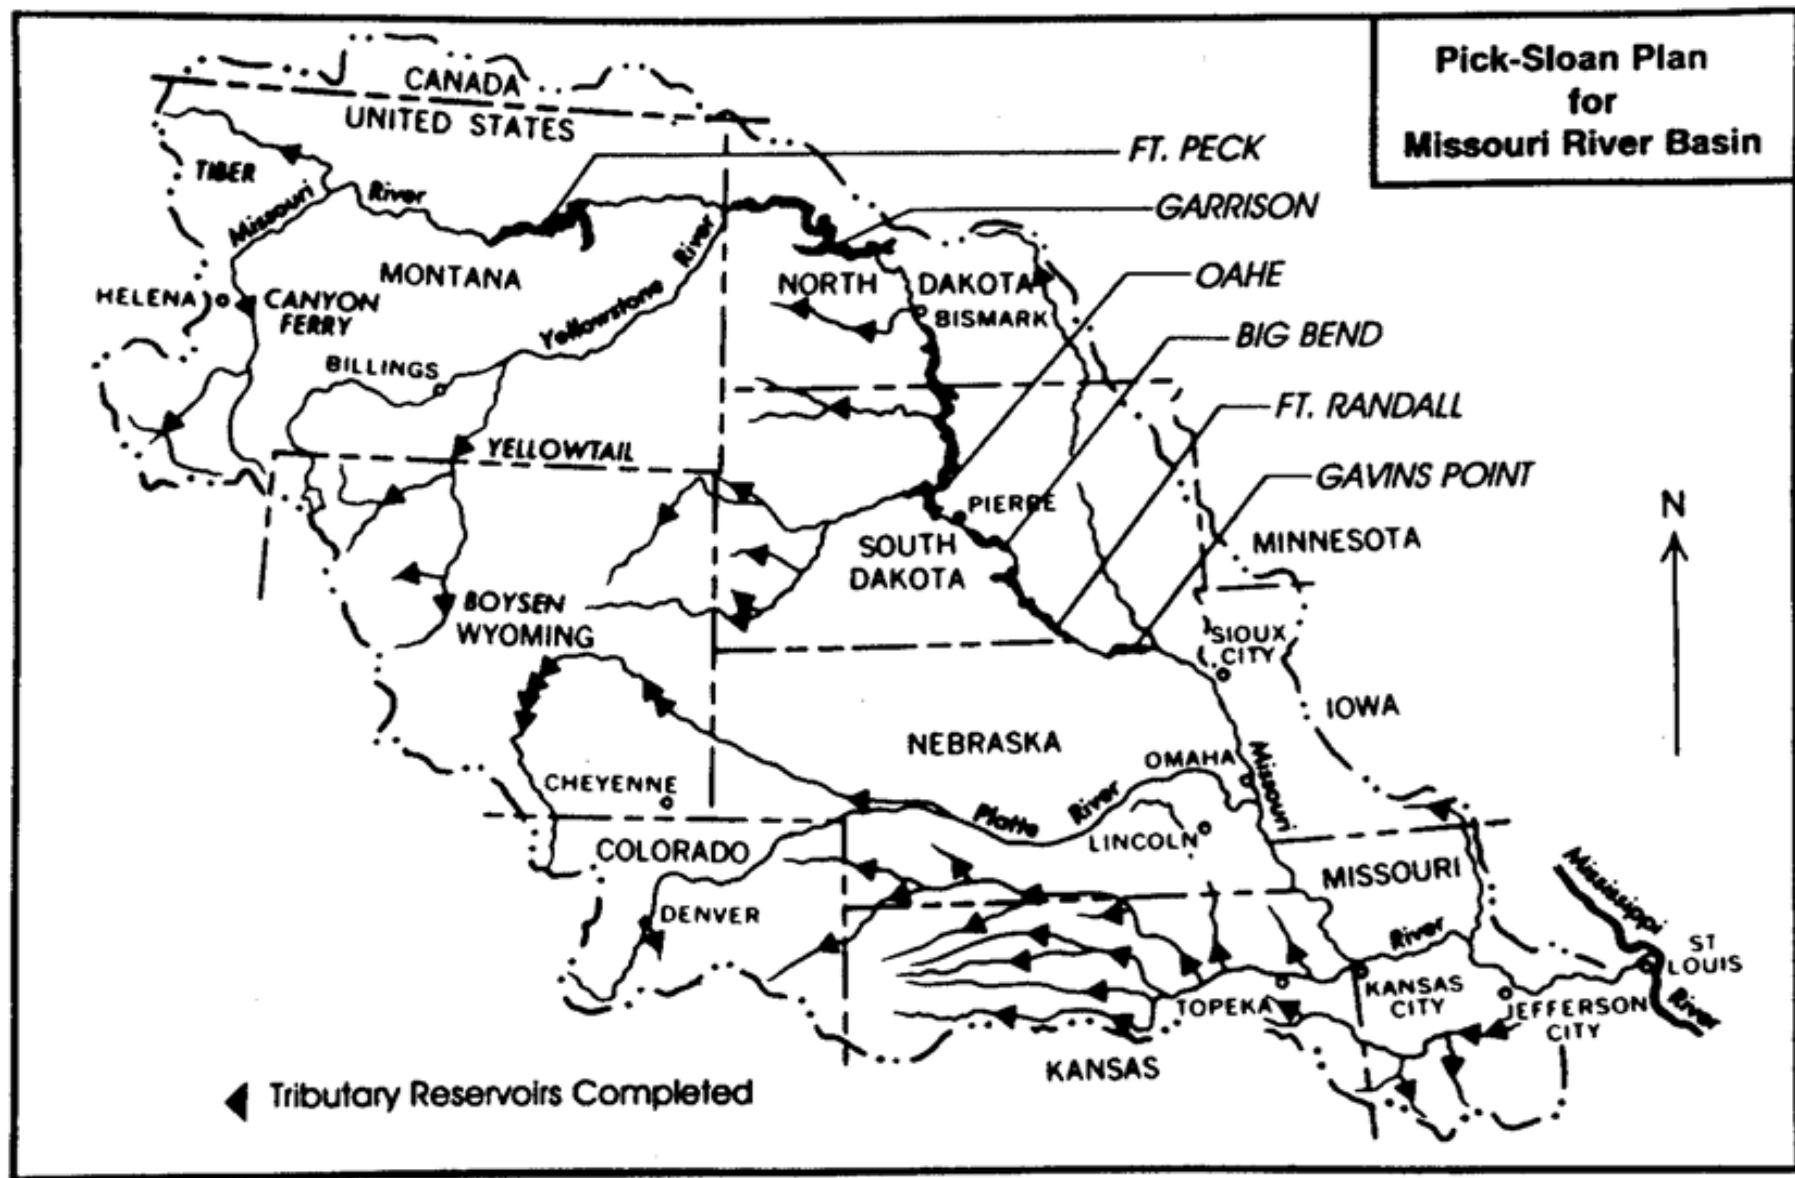 Pick-Sloan Plan
for
Missouri River Basin
CANADA
UNITED STATES
FT. PECK
TIBER
Missouri
River
GARRISON
MONTANA
River
Yellowstone
NORTH
DAKOTA
OAHE
HELENA
CANYON
FERRY
BISMARK
BIG BEND
BILLINGS
FT. RANDALL
YELLOWTAIL
GAVINS POINT
PIERRE
N
SOUTH
DAKOTA
MINNESOTA
BOYSEN
WYOMING
SIOUX
CITY
IOWA
NEBRASKA
OMAHA
Missouri
CHEYENNE
Platte
River
LINCOLN
COLORADO
MISSOURI
Mississippi
River
DENVER
River
ST
LOUIS
TOPEKA
KANSAS
CITY
JEFFERSON
CITY
KANSAS
Tributary Reservoirs Completed